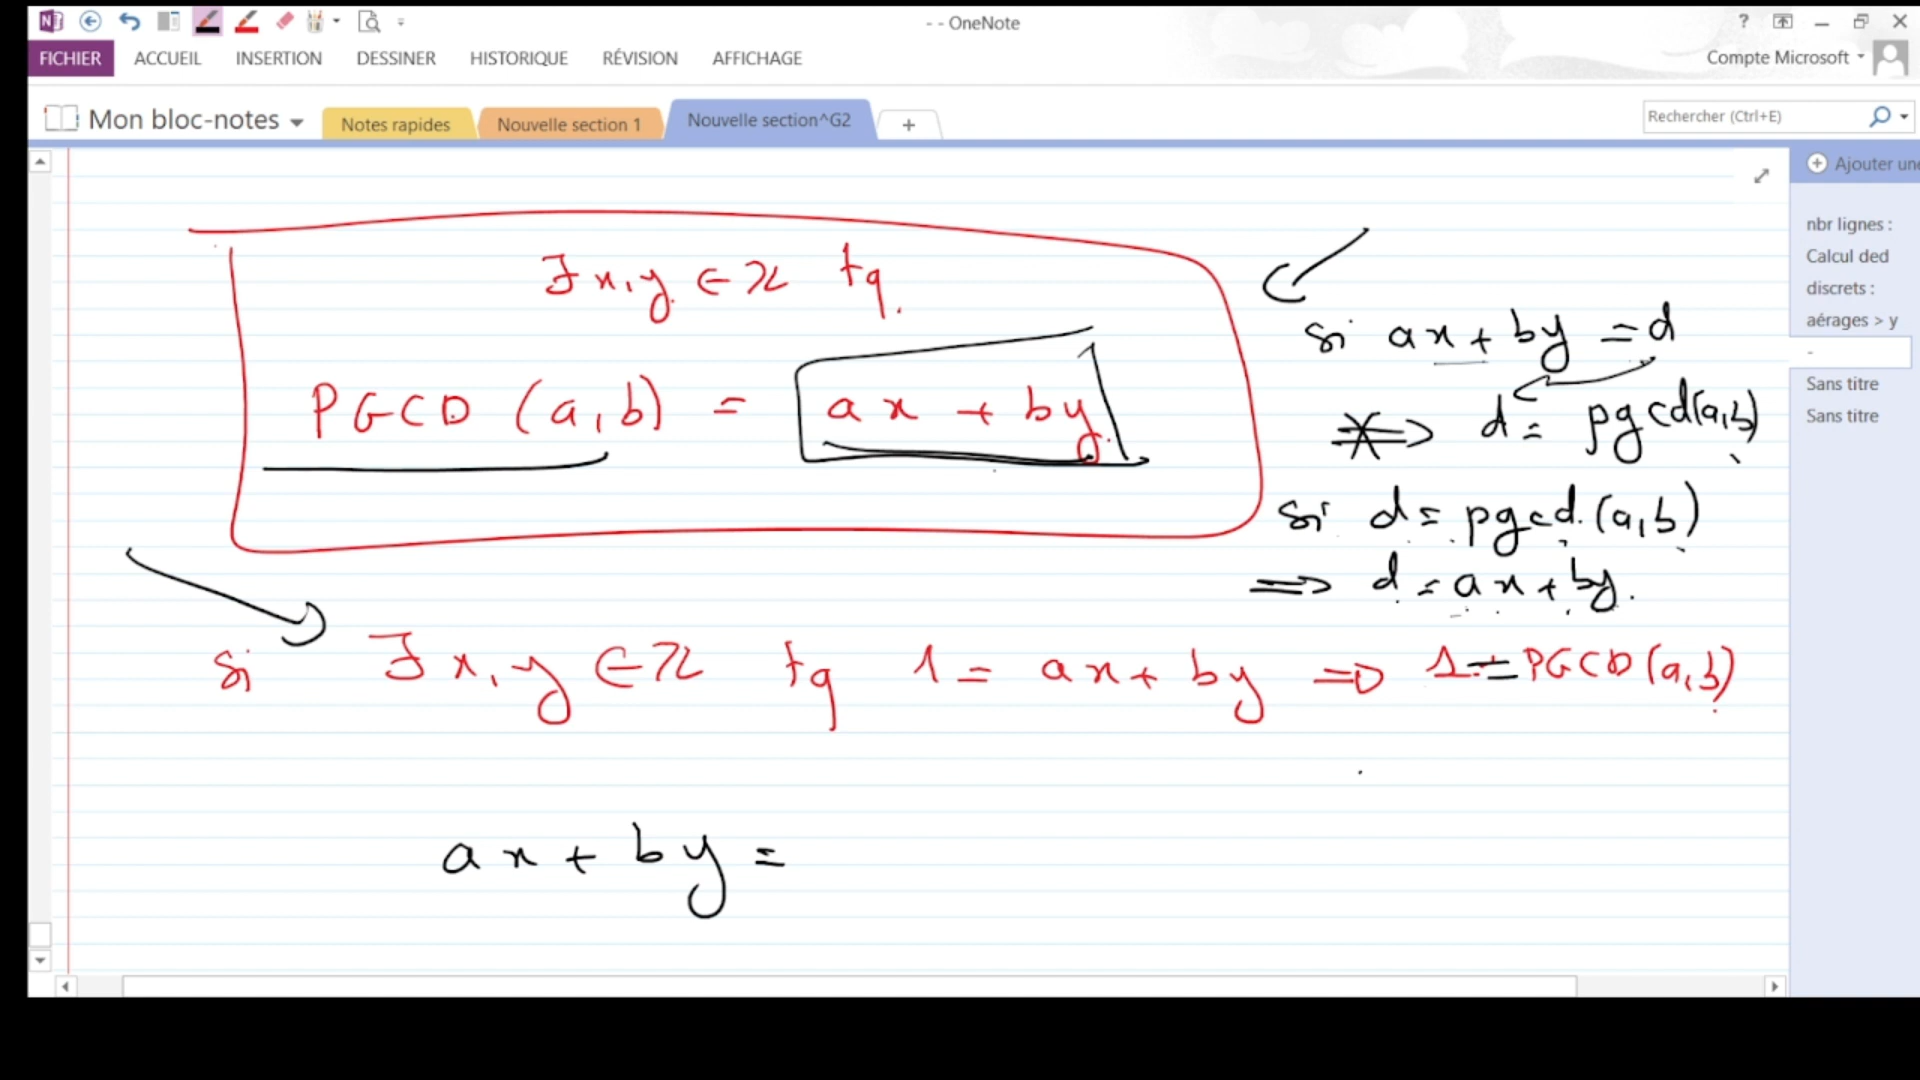 - - OneNote
?
FICHIER ACCUEIL INSERTION DESSINER HISTORIQUE RÉVISION AFFICHAGE
Compte Microsoft
Mon bloc-notes
Notes rapides
Nouvelle section 1
Nouvelle section^G2
+
Rechercher (Ctrl+E)
Ajouter une
nbr lignes :
Calcul ded
discrets :
aérages > y
-
Sans titre
Sans titre
∃ x, y ∈ ℤ tq.
PGCD (a, b) = ax + by
si ax + by = d
⇏ d = pgcd(a,b)
si d = pgcd (a, b)
=> d = ax + by.
si ∃ x, y ∈ ℤ tq 1 = ax + by => 1 = PGCD (a, b)
ax + by =